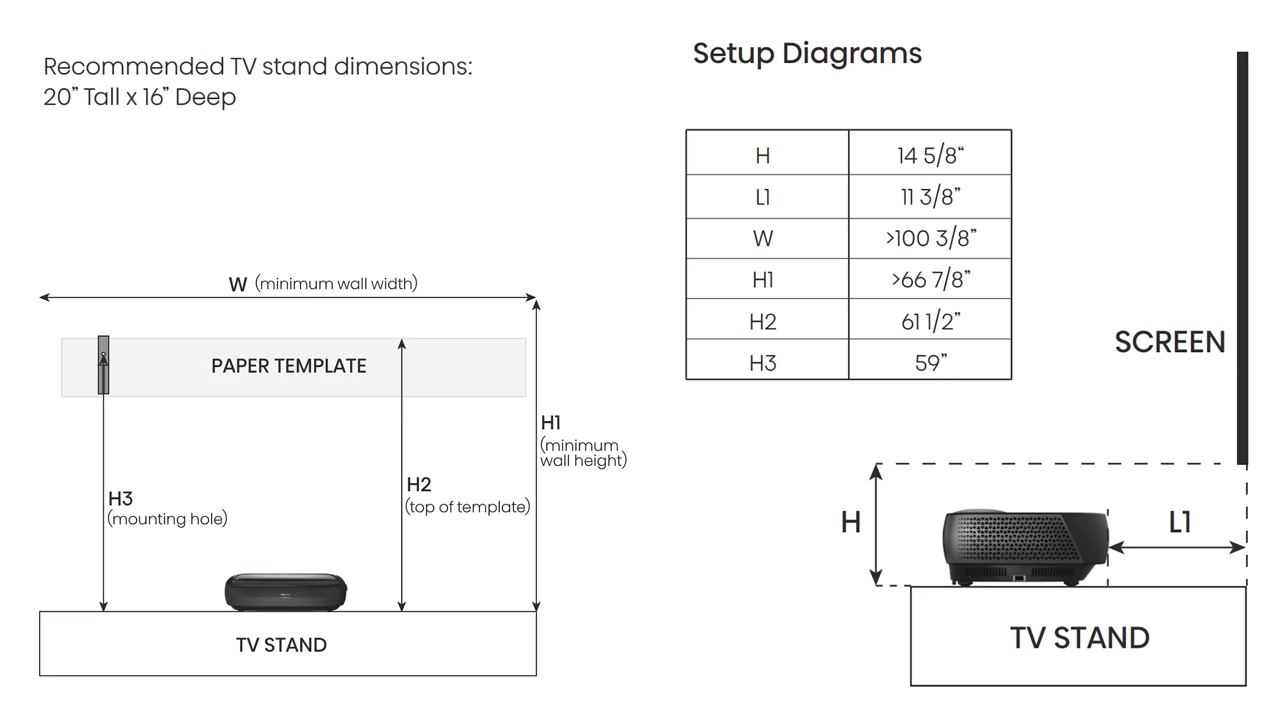 Recommended TV stand dimensions:
20” Tall x 16” Deep
W (minimum wall width)
PAPER TEMPLATE
H1
(minimum
wall height)
H2
(top of template)
H3
(mounting hole)
TV STAND
Setup Diagrams
H 14 5/8“
L1 11 3/8”
W >100 3/8”
H1 >66 7/8”
H2 61 1/2”
H3 59”
SCREEN
H
L1
TV STAND